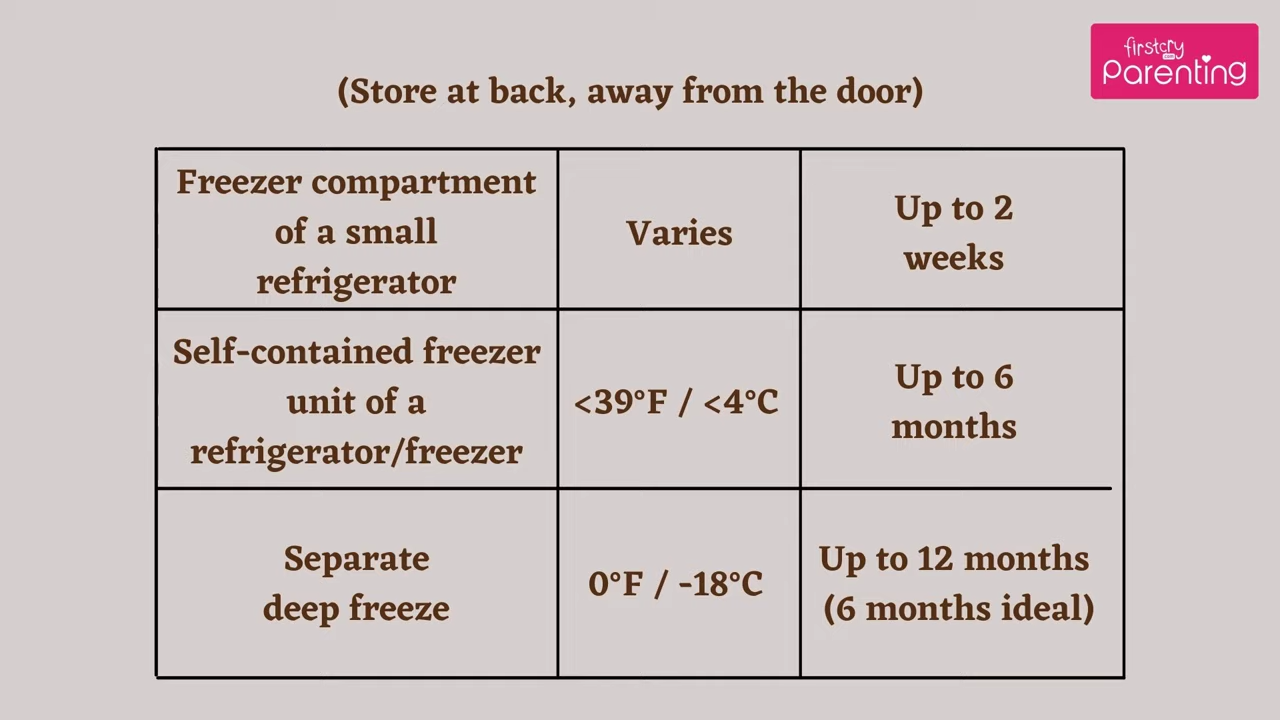 firstcry
.com
Parenting
(Store at back, away from the door)
Freezer compartment
of a small
refrigerator
Varies
Up to 2
weeks
Self-contained freezer
unit of a
refrigerator/freezer
<39°F / <4°C
Up to 6
months
Separate
deep freeze
0°F / -18°C
Up to 12 months
(6 months ideal)